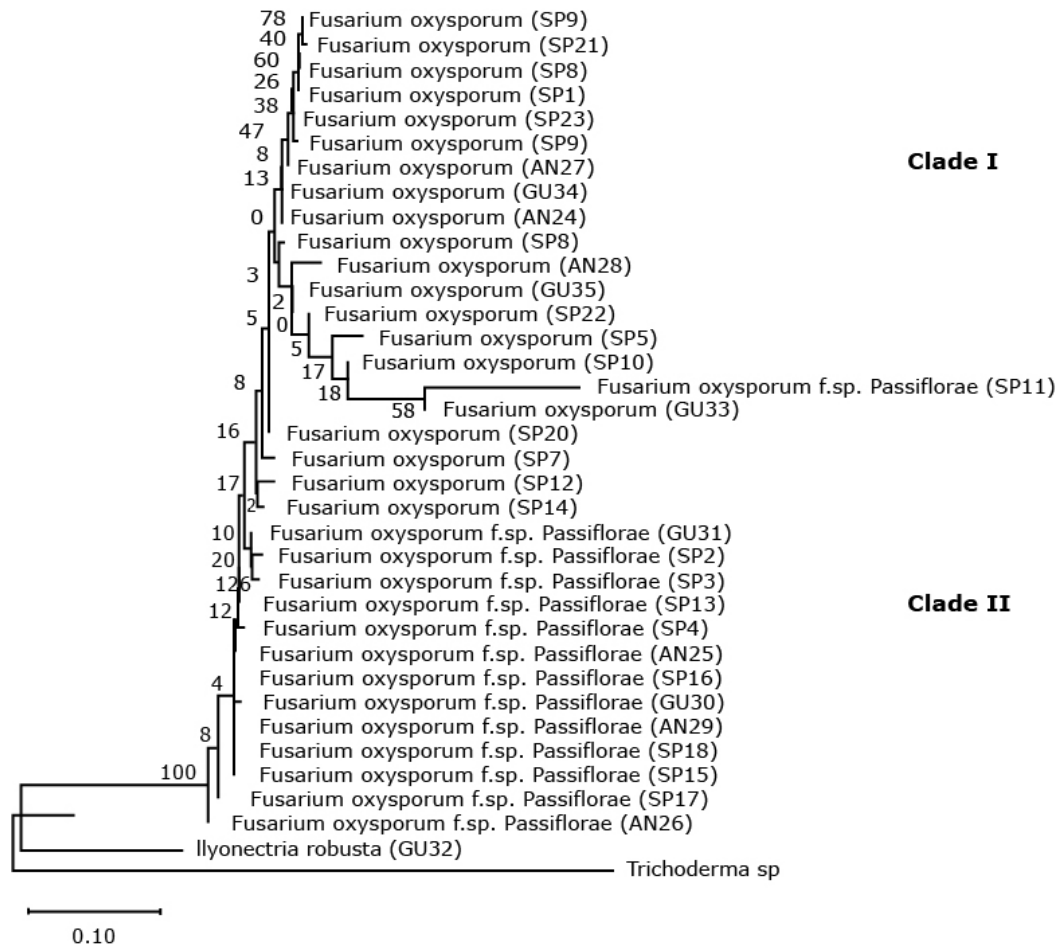 78
Fusarium oxysporum (SP9)
40
Fusarium oxysporum (SP21)
60
Fusarium oxysporum (SP8)
26
Fusarium oxysporum (SP1)
38
Fusarium oxysporum (SP23)
47
Fusarium oxysporum (SP9)
8
Fusarium oxysporum (AN27)
Clade I
13
Fusarium oxysporum (GU34)
0
Fusarium oxysporum (AN24)
Fusarium oxysporum (SP8)
3
Fusarium oxysporum (AN28)
2
Fusarium oxysporum (GU35)
5
0
Fusarium oxysporum (SP22)
5
Fusarium oxysporum (SP5)
17
Fusarium oxysporum (SP10)
8
18
Fusarium oxysporum f.sp. Passiflorae (SP11)
58
Fusarium oxysporum (GU33)
16
Fusarium oxysporum (SP20)
Fusarium oxysporum (SP7)
17
Fusarium oxysporum (SP12)
2
Fusarium oxysporum (SP14)
10
Fusarium oxysporum f.sp. Passiflorae (GU31)
20
Fusarium oxysporum f.sp. Passiflorae (SP2)
126
Fusarium oxysporum f.sp. Passiflorae (SP3)
12
Fusarium oxysporum f.sp. Passiflorae (SP13)
Clade II
Fusarium oxysporum f.sp. Passiflorae (SP4)
Fusarium oxysporum f.sp. Passiflorae (AN25)
4
Fusarium oxysporum f.sp. Passiflorae (SP16)
Fusarium oxysporum f.sp. Passiflorae (GU30)
8
Fusarium oxysporum f.sp. Passiflorae (AN29)
Fusarium oxysporum f.sp. Passiflorae (SP18)
100
Fusarium oxysporum f.sp. Passiflorae (SP15)
Fusarium oxysporum f.sp. Passiflorae (SP17)
Fusarium oxysporum f.sp. Passiflorae (AN26)
Ilyonectria robusta (GU32)
Trichoderma sp
0.10